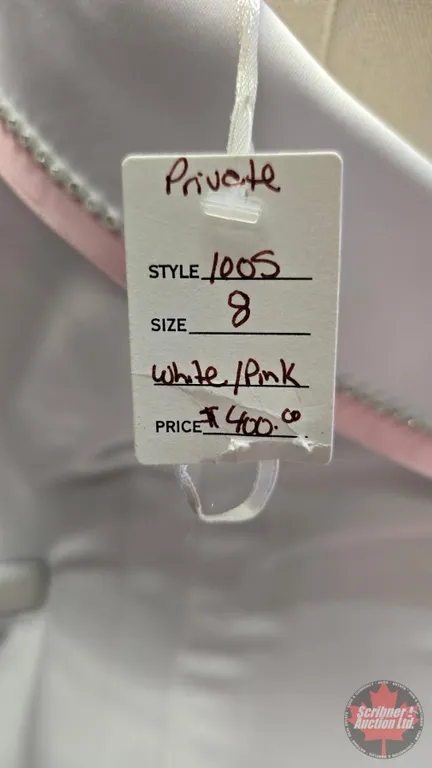 Private
STYLE 1005
SIZE 8
White/Pink
PRICE $400.00
Scribner
Auction Ltd.